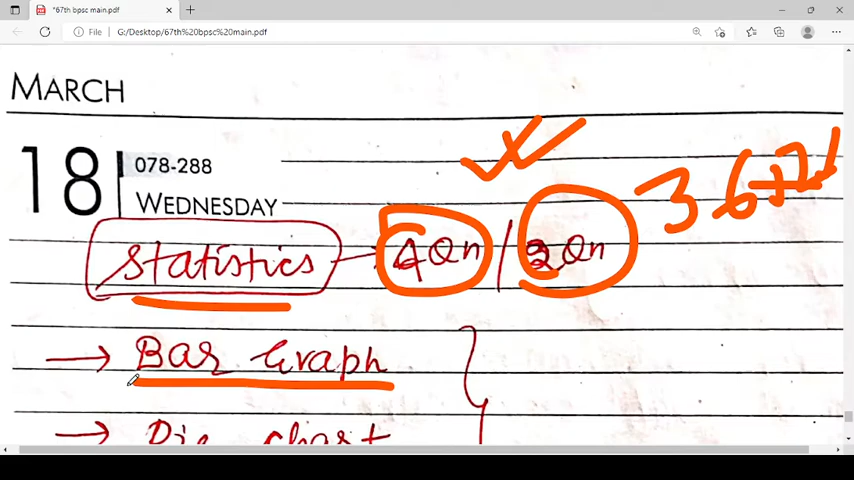 *67th bpsc main.pdf
File | G:/Desktop/67th%20bpsc%20main.pdf
MARCH
18 078-288
WEDNESDAY
Statistics → 4Qn / 3Qn
→ Bar Graph
→ Pie chart